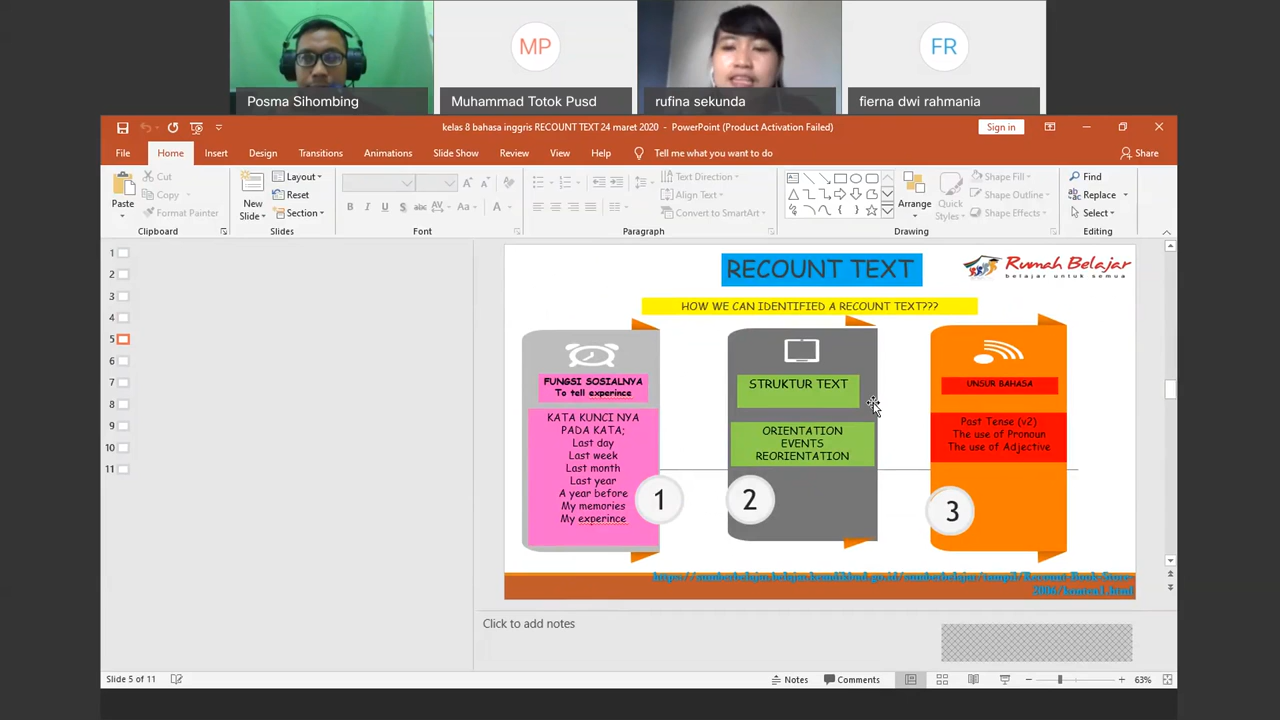 MP
FR
Posma Sihombing
Muhammad Totok Pusd
rufina sekunda
fierna dwi rahmania
kelas 8 bahasa inggris RECOUNT TEXT 24 maret 2020 - PowerPoint (Product Activation Failed)
Sign in
File Home Insert Design Transitions Animations Slide Show Review View Help Tell me what you want to do Share
Paste
Cut
Copy
Format Painter
Clipboard
New Slide
Layout
Reset
Section
Slides
B I U S abc AV Aa A
Font
Text Direction
Align Text
Convert to SmartArt
Paragraph
Arrange
Quick Styles
Shape Fill
Shape Outline
Shape Effects
Drawing
Find
Replace
Select
Editing
1
2
3
4
5
6
7
8
9
10
11
RECOUNT TEXT
Rumah Belajar
belajar untuk semua
HOW WE CAN IDENTIFIED A RECOUNT TEXT???
FUNGSI SOSIALNYA
To tell experince
KATA KUNCI NYA
PADA KATA;
Last day
Last week
Last month
Last year
A year before
My memories
My experince
1
STRUKTUR TEXT
ORIENTATION
EVENTS
REORIENTATION
2
UNSUR BAHASA
Past Tense (v2)
The use of Pronoun
The use of Adjective
3
Click to add notes
Slide 5 of 11
Notes
Comments
63%